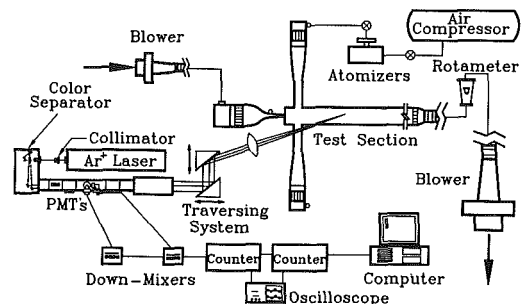 Air
Compressor
Blower
Atomizers
Rotameter
Color
Separator
Collimator
Test Section
Ar+ Laser
Blower
PMT's
Traversing
System
Counter
Counter
Down-Mixers
Computer
Oscilloscope